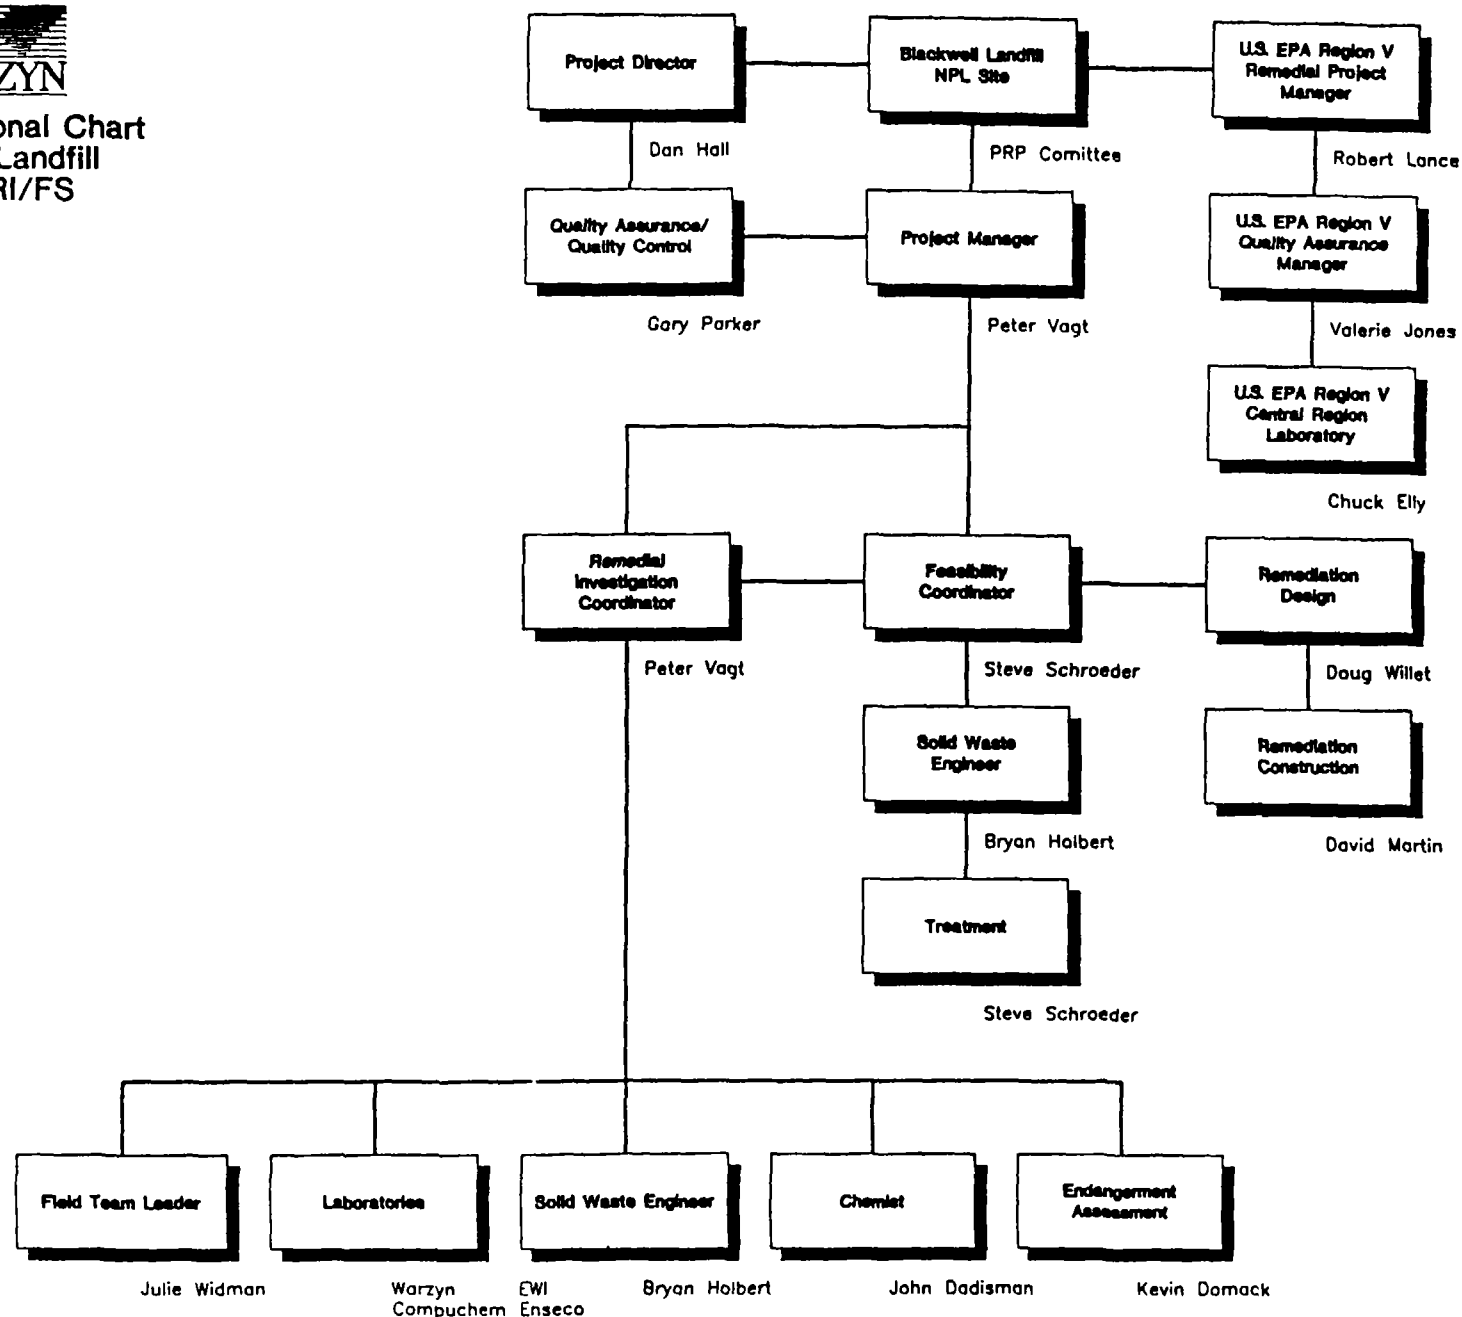 ZYN
onal Chart
Landfill
RI/FS
Project Director
Dan Hall
Blackwell Landfill
NPL Site
PRP Comittee
U.S. EPA Region V
Remedial Project
Manager
Robert Lance
Quality Assurance/
Quality Control
Gary Parker
Project Manager
Peter Vagt
U.S. EPA Region V
Quality Assurance
Manager
Valerie Jones
U.S. EPA Region V
Central Region
Laboratory
Chuck Elly
Remedial
Investigation
Coordinator
Peter Vagt
Feasibility
Coordinator
Steve Schroeder
Remediation
Design
Doug Willet
Solid Waste
Engineer
Bryan Holbert
Remediation
Construction
David Martin
Treatment
Steve Schroeder
Field Team Leader
Julie Widman
Laboratories
Warzyn EWI
Compuchem Enseco
Solid Waste Engineer
Bryan Holbert
Chemist
John Dadisman
Endangerment
Assessment
Kevin Domack